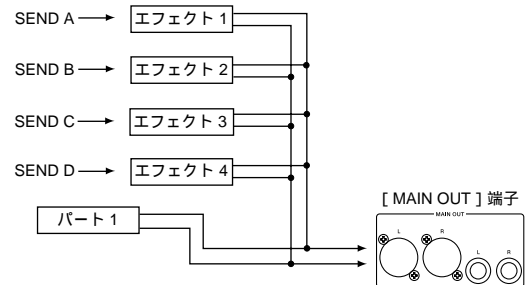 SEND A
エフェクト 1
SEND B
エフェクト 2
SEND C
エフェクト 3
SEND D
エフェクト 4
パート 1
[ MAIN OUT ] 端子
MAIN OUT
L
R
L
R